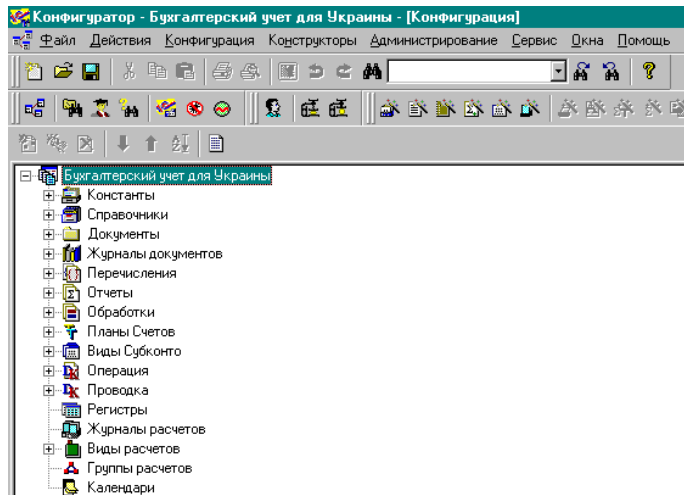 Конфигуратор - Бухгалтерский учет для Украины - [Конфигурация]
Файл Действия Конфигурация Конструкторы Администрирование Сервис Окна Помощь
Бухгалтерский учет для Украины
Константы
Справочники
Документы
Журналы документов
Перечисления
Отчеты
Обработки
Планы Счетов
Виды Субконто
Операция
Проводка
Регистры
Журналы расчетов
Виды расчетов
Группы расчетов
Календари